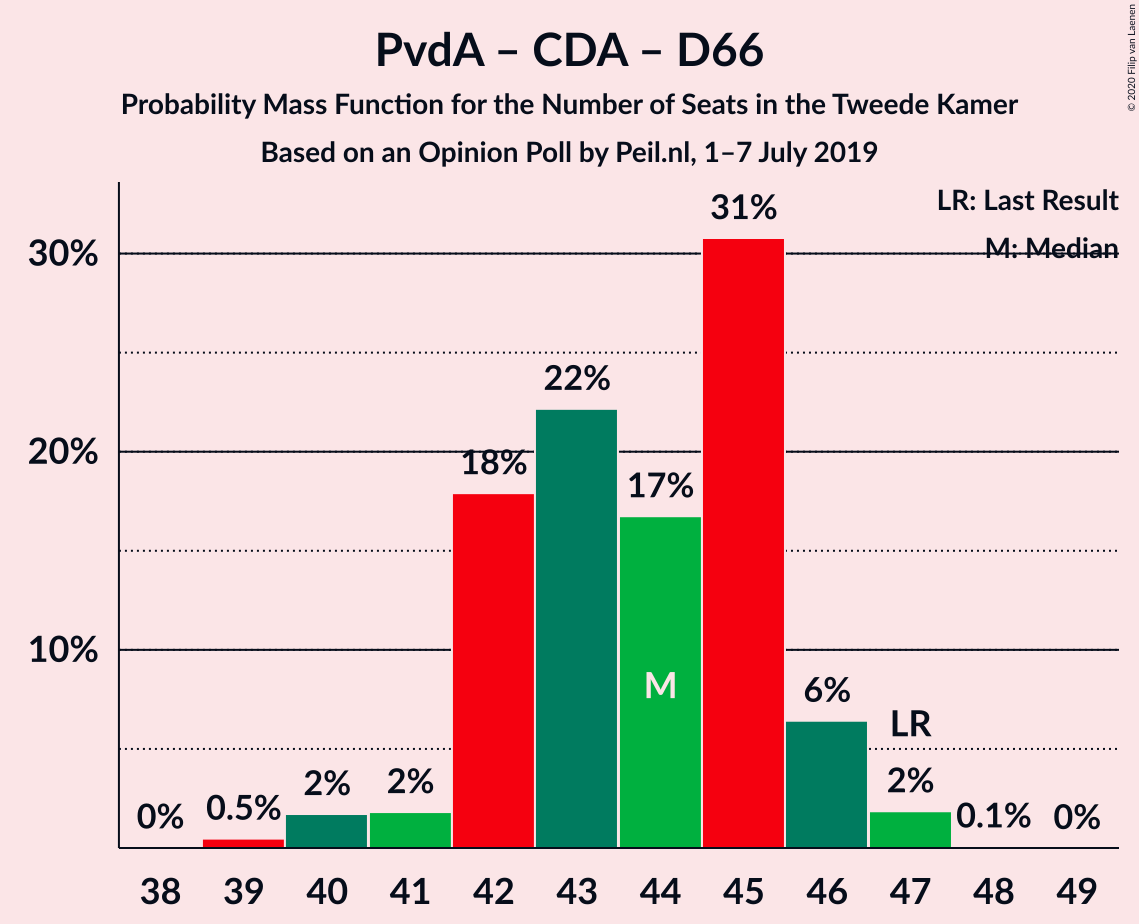 PvdA – CDA – D66
Probability Mass Function for the Number of Seats in the Tweede Kamer
Based on an Opinion Poll by Peil.nl, 1–7 July 2019
© 2020 Filip van Laenen
LR: Last Result
M: Median
30%
20%
10%
0%
0.5%
2%
2%
18%
22%
17%
31%
6%
2%
0.1%
0%
M
LR
38 39 40 41 42 43 44 45 46 47 48 49